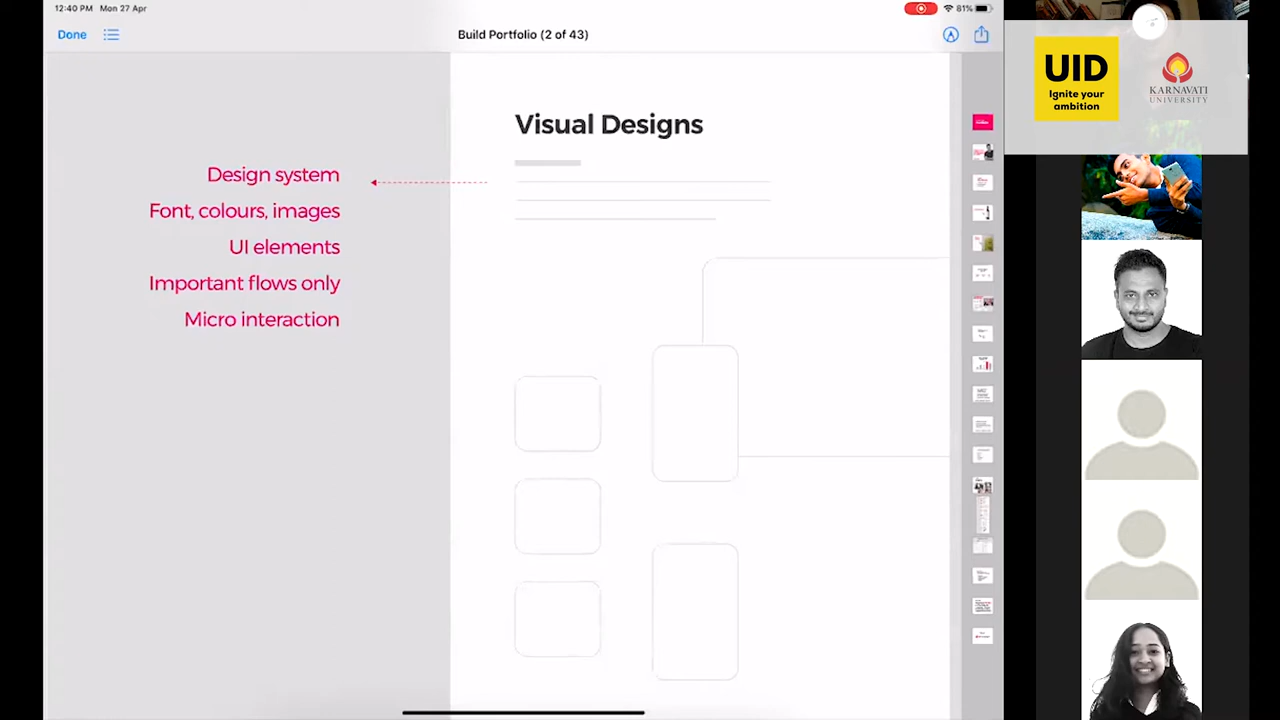 12:40 PM Mon 27 Apr
81%
Done
Build Portfolio (2 of 43)
Visual Designs
Design system
Font, colours, images
UI elements
Important flows only
Micro interaction
UID
Ignite your
ambition
KARNAVATI
UNIVERSITY